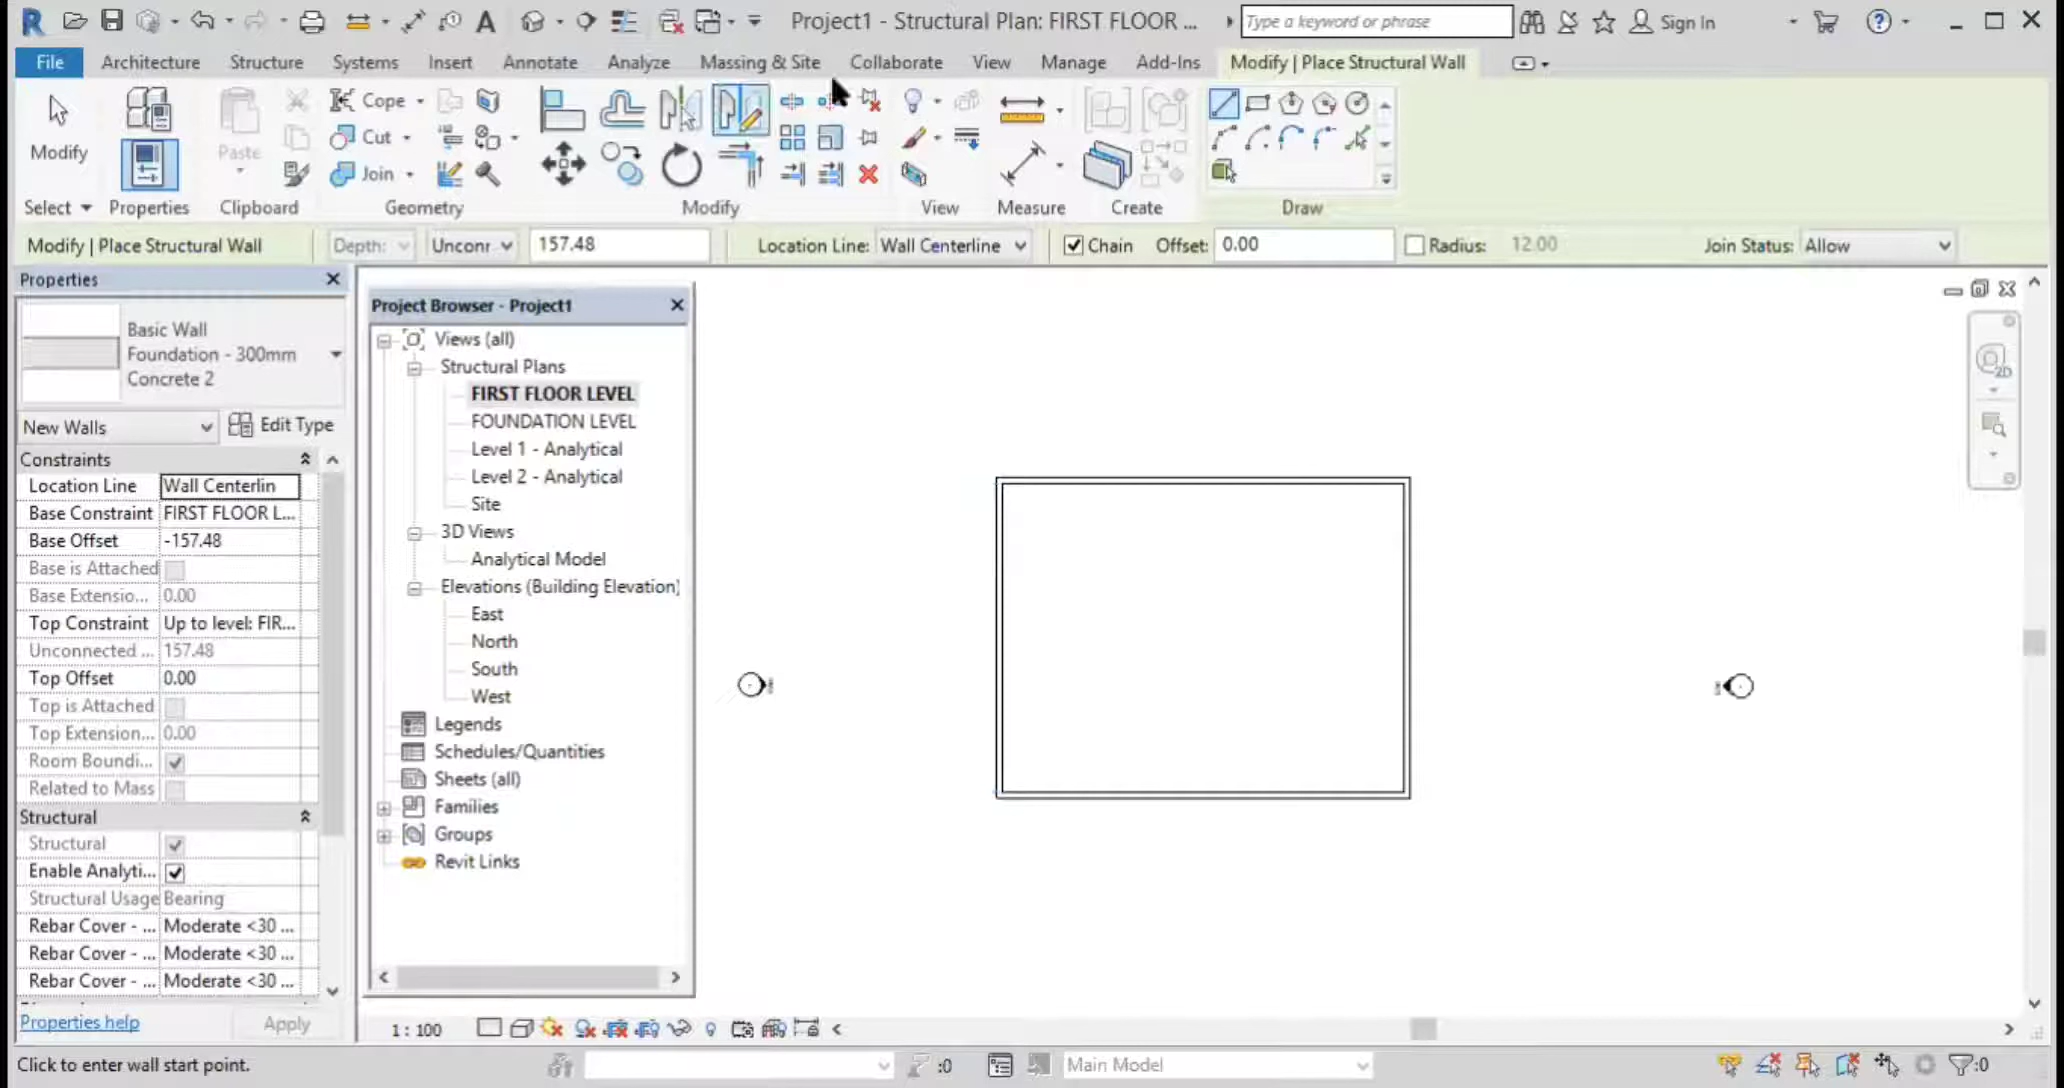 Project1 - Structural Plan: FIRST FLOOR ...
Type a keyword or phrase
Sign In
File
Architecture
Structure
Systems
Insert
Annotate
Analyze
Massing & Site
Collaborate
View
Manage
Add-Ins
Modify | Place Structural Wall
Modify
Cope
Cut
Join
Paste
Select
Properties
Clipboard
Geometry
Modify
View
Measure
Create
Draw
Modify | Place Structural Wall
Depth:
Unconr
157.48
Location Line: Wall Centerline
Chain
Offset: 0.00
Radius: 12.00
Join Status: Allow
Properties
Basic Wall
Foundation - 300mm
Concrete 2
New Walls
Edit Type
Constraints
Location Line Wall Centerlin
Base Constraint FIRST FLOOR L...
Base Offset -157.48
Base is Attached
Base Extensio... 0.00
Top Constraint Up to level: FIR...
Unconnected ... 157.48
Top Offset 0.00
Top is Attached
Top Extension... 0.00
Room Boundi...
Related to Mass
Structural
Structural
Enable Analyti...
Structural Usage Bearing
Rebar Cover - ... Moderate <30 ...
Rebar Cover - ... Moderate <30 ...
Rebar Cover - ... Moderate <30 ...
Properties help
Apply
Project Browser - Project1
Views (all)
Structural Plans
FIRST FLOOR LEVEL
FOUNDATION LEVEL
Level 1 - Analytical
Level 2 - Analytical
Site
3D Views
Analytical Model
Elevations (Building Elevation)
East
North
South
West
Legends
Schedules/Quantities
Sheets (all)
Families
Groups
Revit Links
2D
1 : 100
Click to enter wall start point.
:0
Main Model
:0